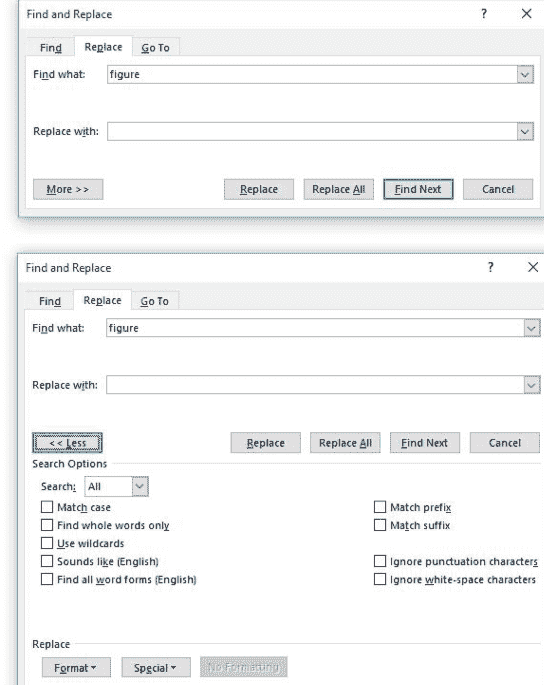 Find and Replace ? ×
Find Replace Go To
Find what: figure
Replace with:
More >> Replace Replace All Find Next Cancel
Find and Replace ? ×
Find Replace Go To
Find what: figure
Replace with:
<< Less Replace Replace All Find Next Cancel
Search Options
Search: All
Match case Match prefix
Find whole words only Match suffix
Use wildcards
Sounds like (English) Ignore punctuation characters
Find all word forms (English) Ignore white-space characters
Replace
Format Special No Formatting